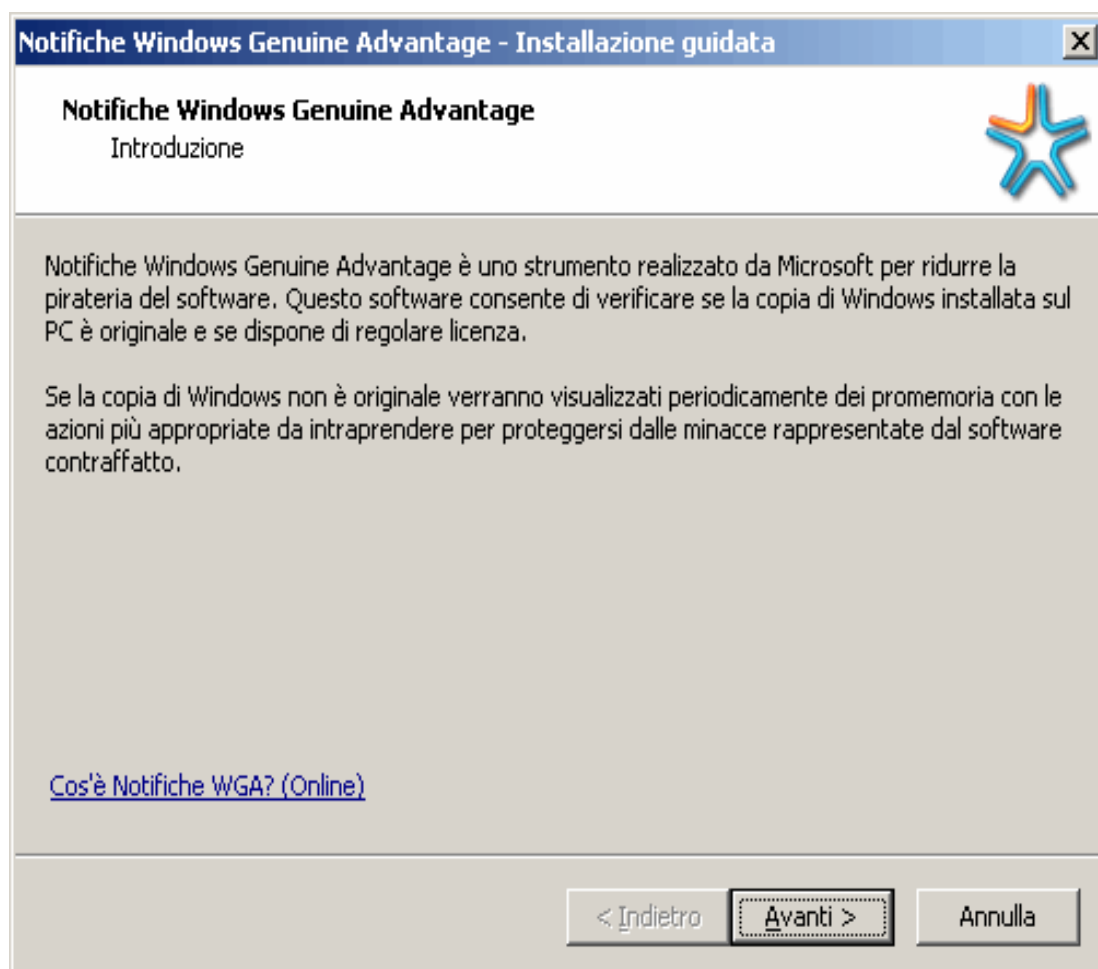 Notifiche Windows Genuine Advantage - Installazione guidata
Notifiche Windows Genuine Advantage
Introduzione
Notifiche Windows Genuine Advantage è uno strumento realizzato da Microsoft per ridurre la
pirateria del software. Questo software consente di verificare se la copia di Windows installata sul
PC è originale e se dispone di regolare licenza.
Se la copia di Windows non è originale verranno visualizzati periodicamente dei promemoria con le
azioni più appropriate da intraprendere per proteggersi dalle minacce rappresentate dal software
contraffatto.
Cos'è Notifiche WGA? (Online)
< Indietro Avanti > Annulla